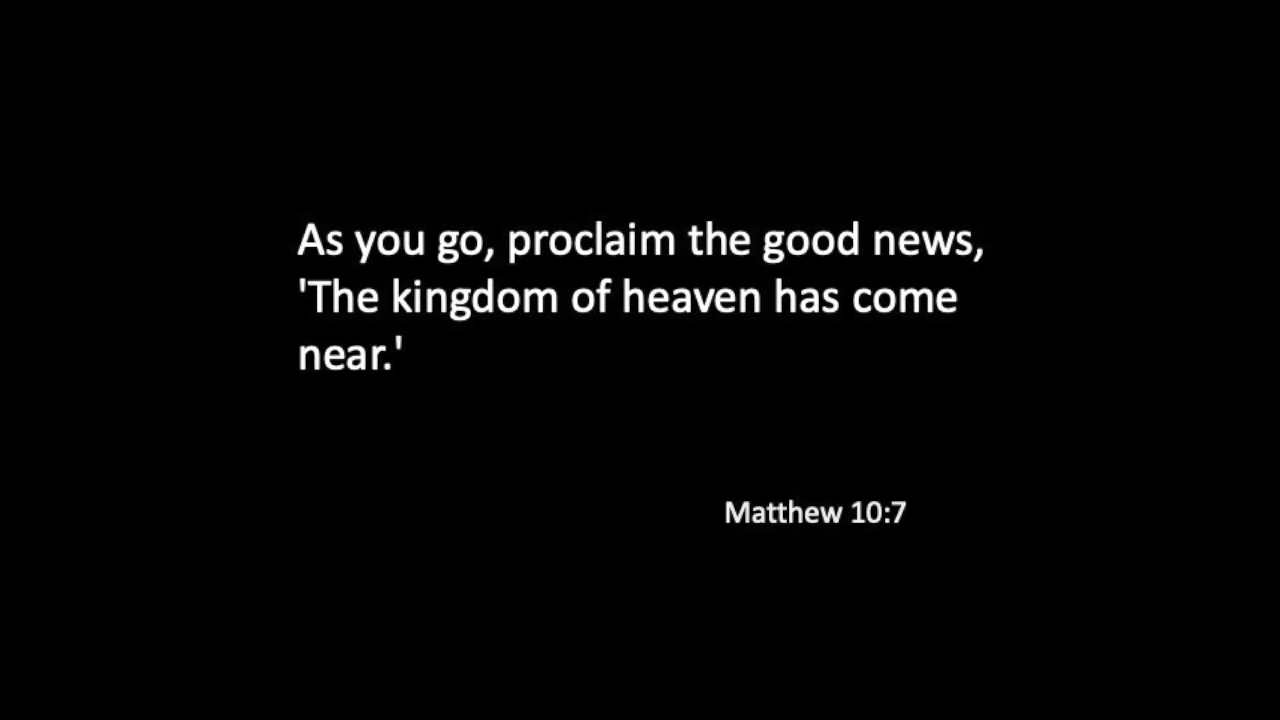 As you go, proclaim the good news,
'The kingdom of heaven has come
near.'
Matthew 10:7